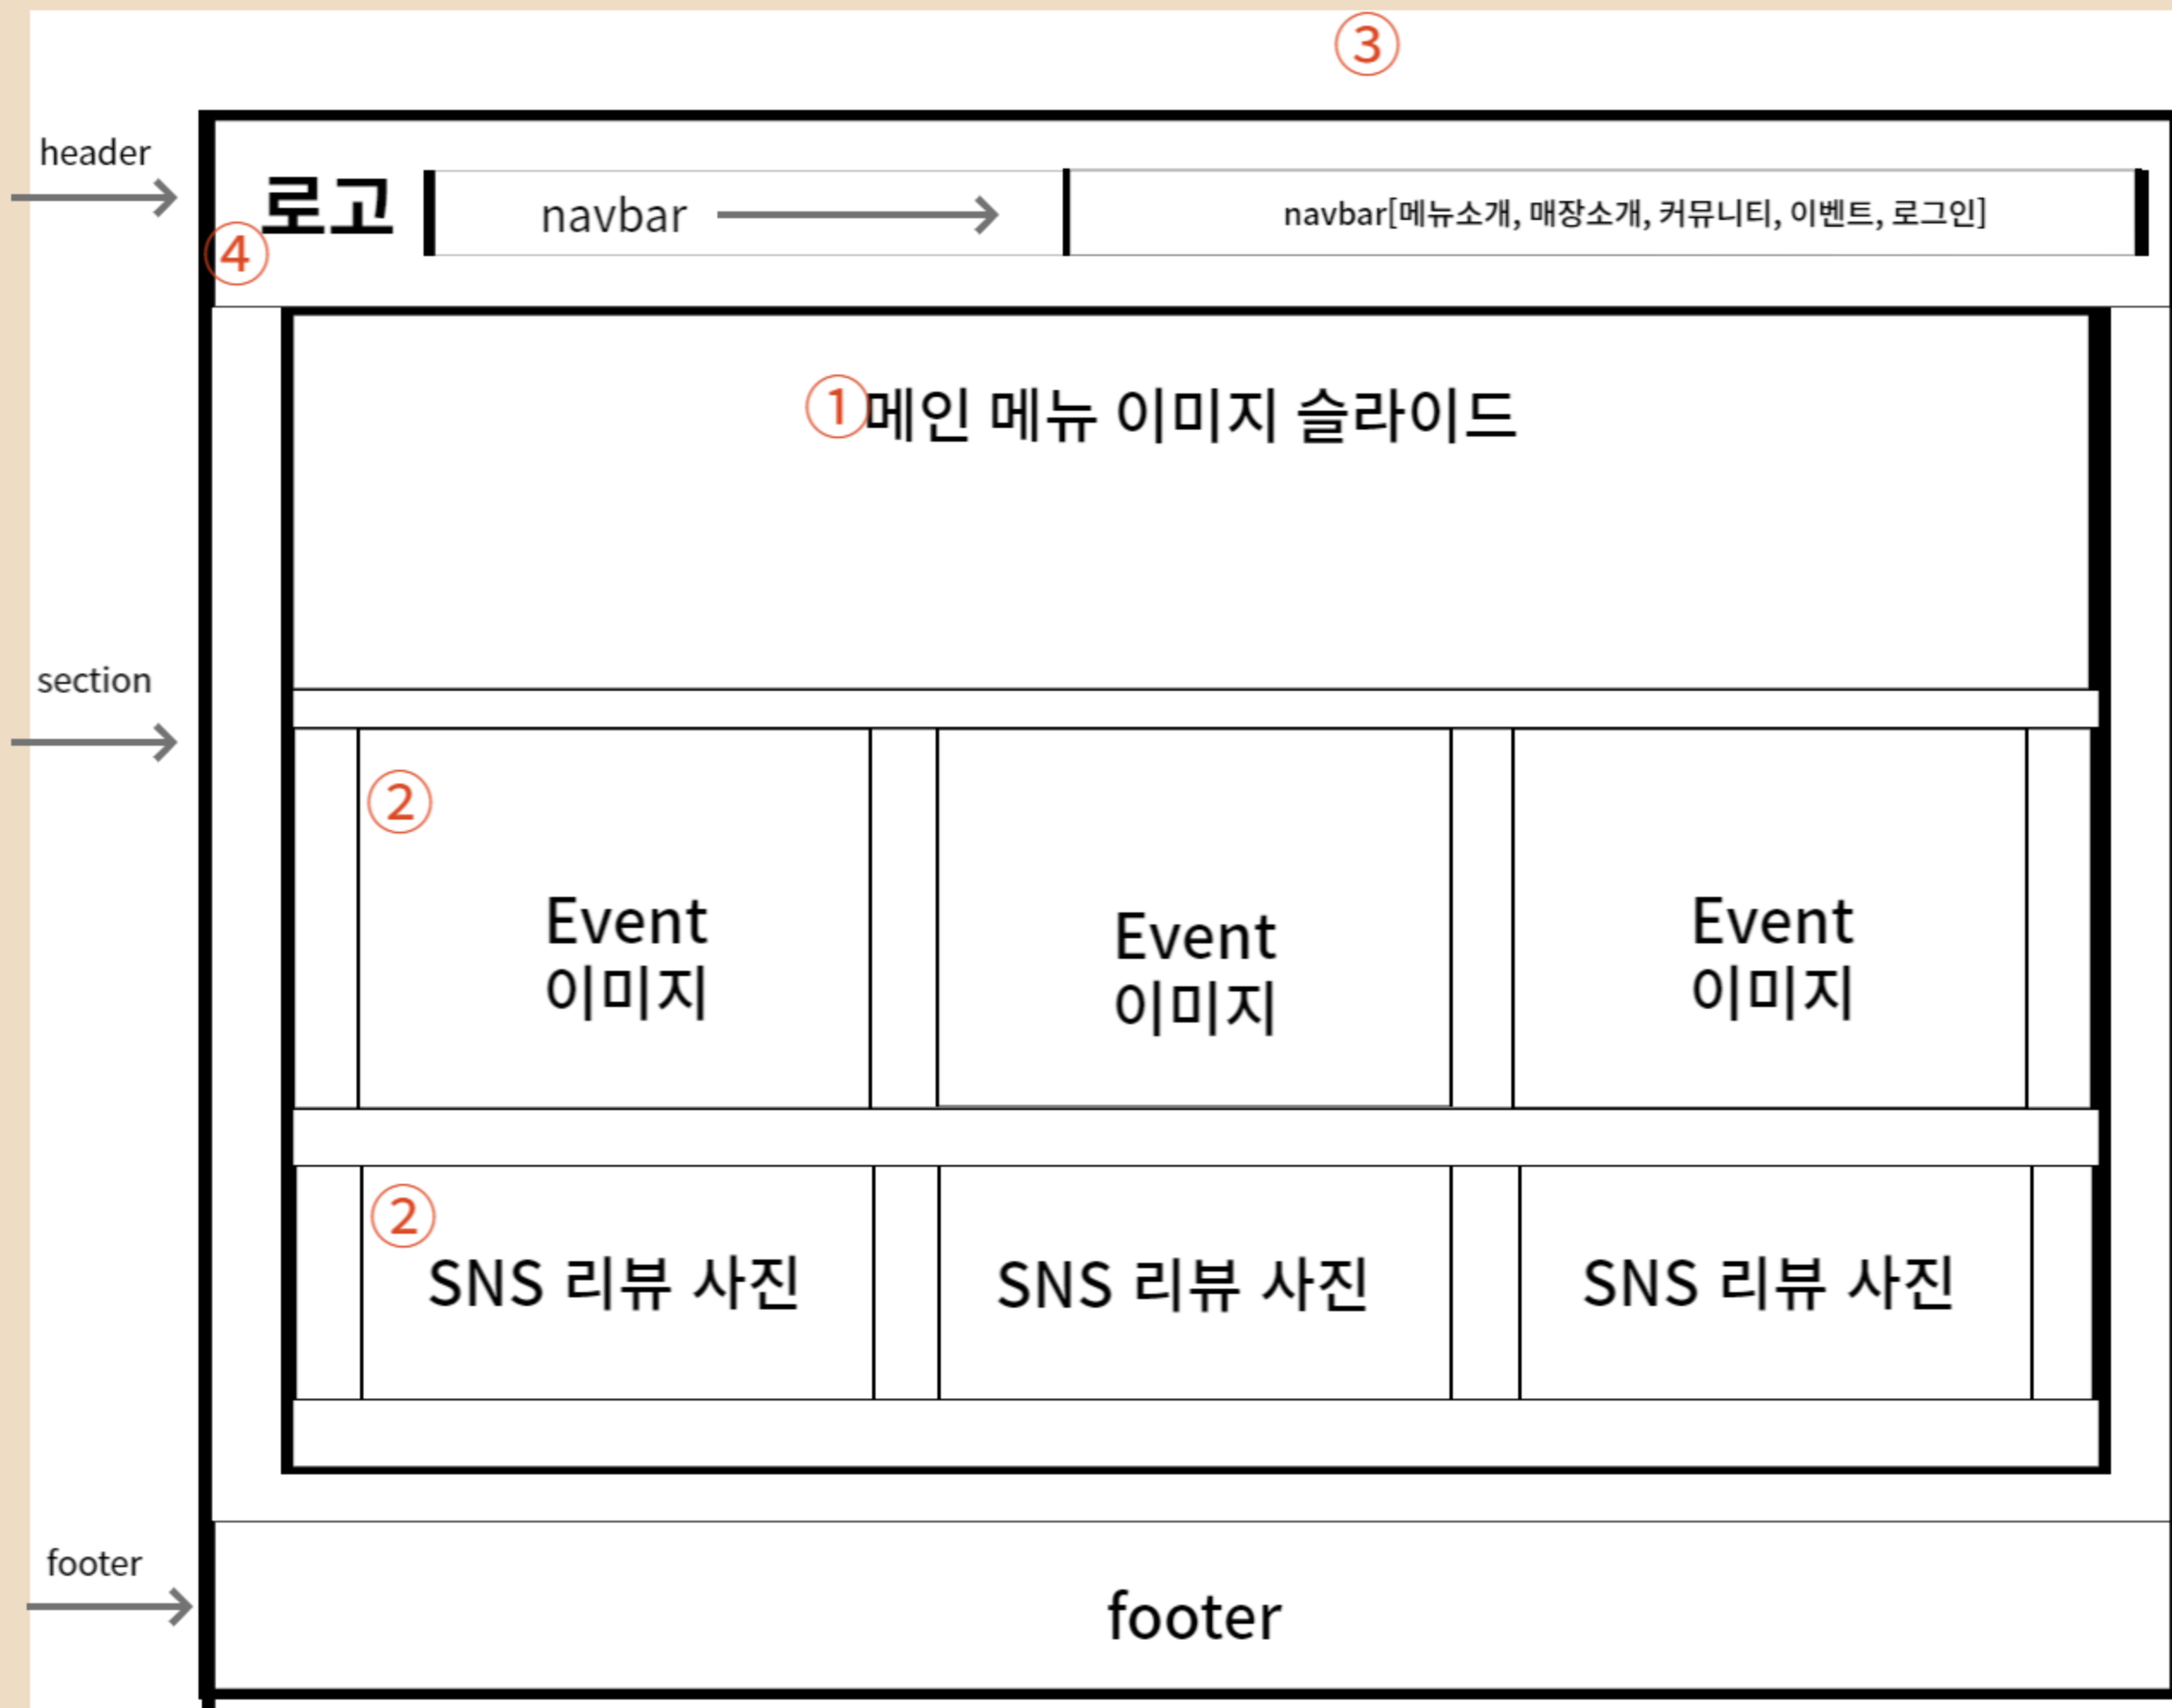 ③
header
로고
navbar
navbar[메뉴소개, 매장소개, 커뮤니티, 이벤트, 로그인]
④
①메인 메뉴 이미지 슬라이드
section
②
Event
이미지
Event
이미지
Event
이미지
②
SNS 리뷰 사진
SNS 리뷰 사진
SNS 리뷰 사진
footer
footer